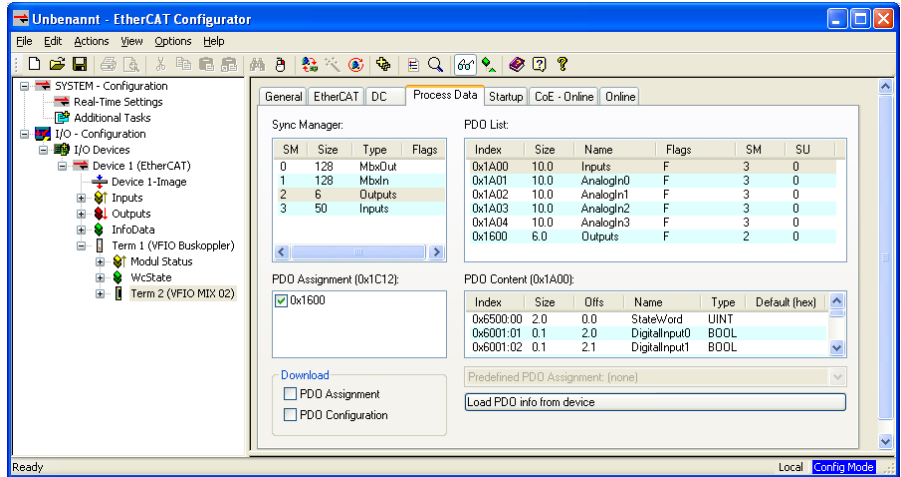 Unbenannt - EtherCAT Configurator
File Edit Actions View Options Help
SYSTEM - Configuration
Real-Time Settings
Additional Tasks
I/O - Configuration
I/O Devices
Device 1 (EtherCAT)
Device 1-Image
Inputs
Outputs
InfoData
Term 1 (VFIO Buskoppler)
Modul Status
WcState
Term 2 (VFIO MIX 02)
General EtherCAT DC Process Data Startup CoE - Online Online
Sync Manager:
SM Size Type Flags
0 128 MbxOut
1 128 MbxIn
2 6 Outputs
3 50 Inputs
PDO List:
Index Size Name Flags SM SU
0x1A00 10.0 Inputs F 3 0
0x1A01 10.0 AnalogIn0 F 3 0
0x1A02 10.0 AnalogIn1 F 3 0
0x1A03 10.0 AnalogIn2 F 3 0
0x1A04 10.0 AnalogIn3 F 3 0
0x1600 6.0 Outputs F 2 0
PDO Assignment (0x1C12):
0x1600
PDO Content (0x1A00):
Index Size Offs Name Type Default (hex)
0x6500:00 2.0 0.0 StateWord UINT
0x6001:01 0.1 2.0 DigitalInput0 BOOL
0x6001:02 0.1 2.1 DigitalInput1 BOOL
Download
PDO Assignment
PDO Configuration
Predefined PDO Assignment: (none)
Load PDO info from device
Ready
Local Config Mode